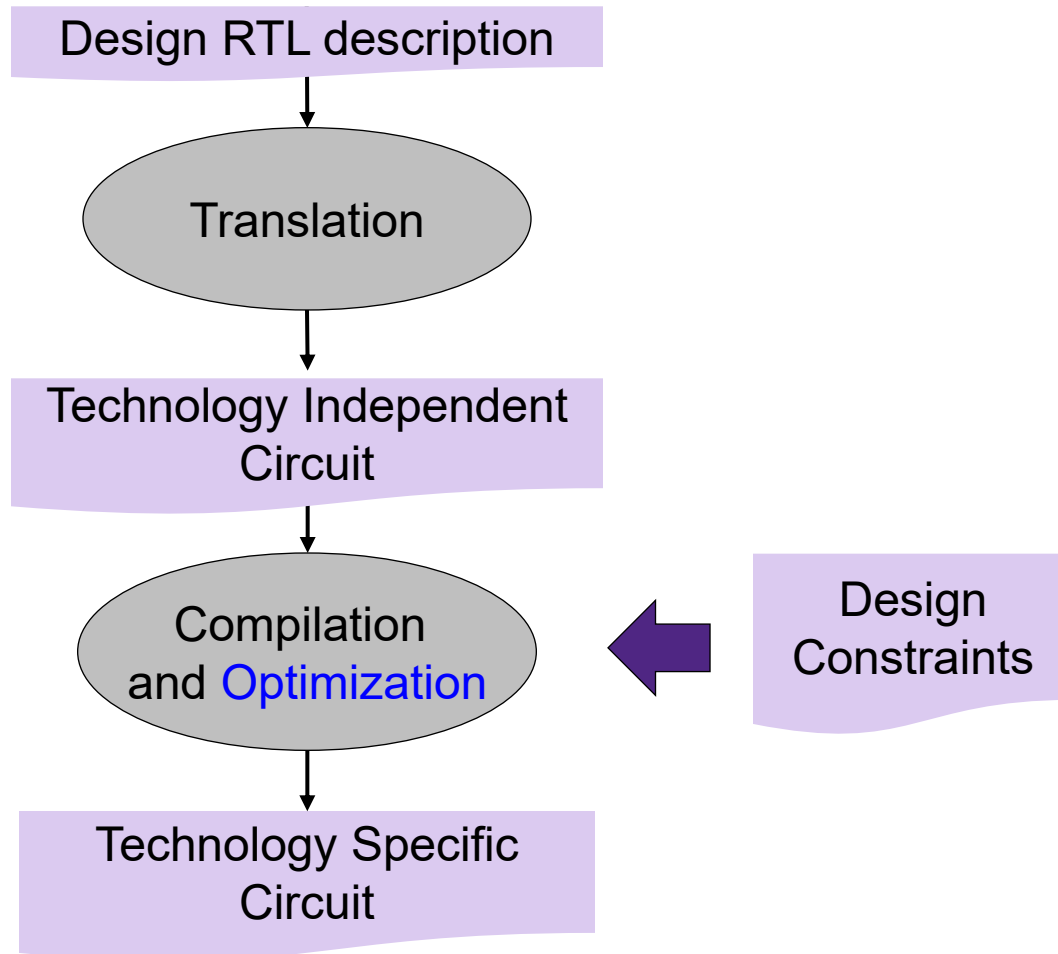 Design RTL description
Translation
Technology Independent
Circuit
Compilation
and Optimization
Design
Constraints
Technology Specific
Circuit